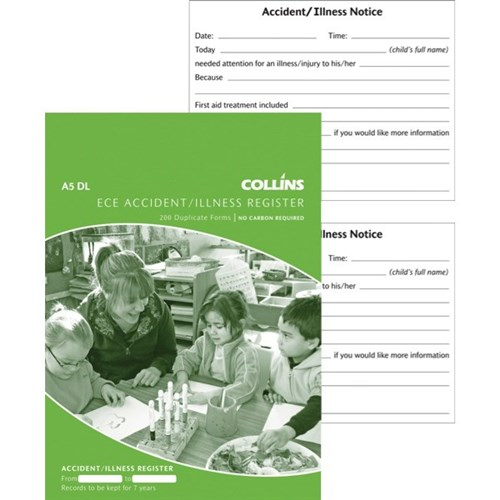 Accident/Illness Notice
Date: Time:
Today (child's full name)
needed attention for an illness/injury to his/her
Because
First aid treatment included
if you would like more information
A5 DL
COLLINS
ECE ACCIDENT/ILLNESS REGISTER
200 Duplicate Forms | NO CARBON REQUIRED
llness Notice
Time:
(child's full name)
to his/her
if you would like more information
ACCIDENT/ILLNESS REGISTER
From to
Records to be kept for 7 years